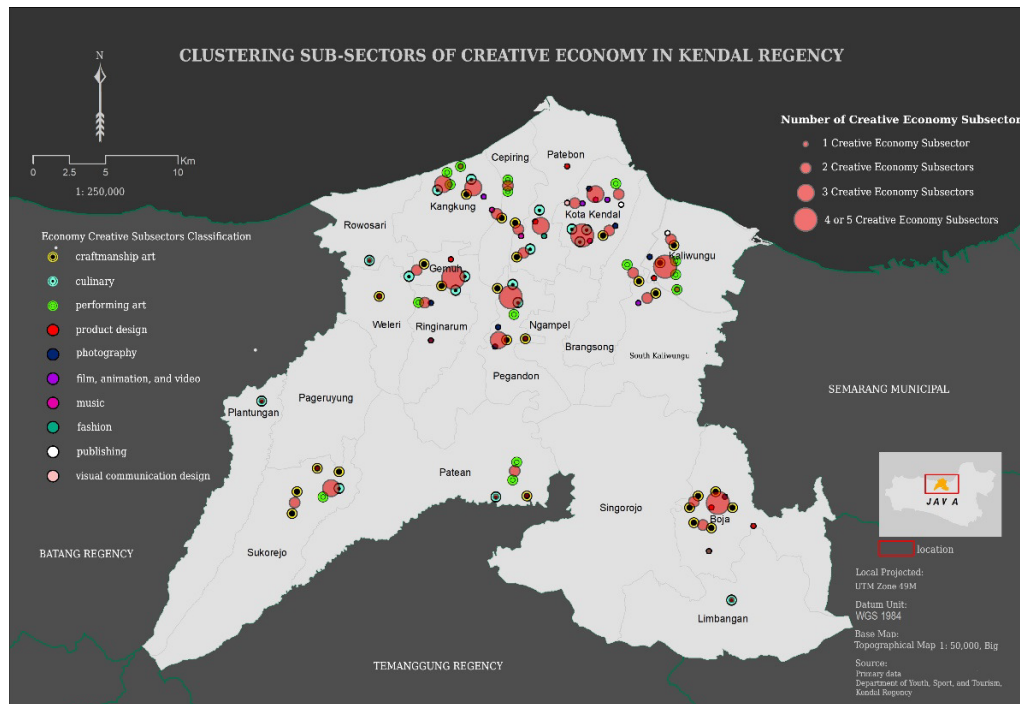 CLUSTERING SUB-SECTORS OF CREATIVE ECONOMY IN KENDAL REGENCY
N
0 2.5 5 10 Km
1: 250,000
Number of Creative Economy Subsector
1 Creative Economy Subsector
2 Creative Economy Subsectors
3 Creative Economy Subsectors
4 or 5 Creative Economy Subsectors
Economy Creative Subsectors Classification
craftmanship art
culinary
performing art
product design
photography
film, animation, and video
music
fashion
publishing
visual communication design
Cepiring
Patebon
Kangkung
Rowosari
Kota Kendal
Kaliwungu
Gemuh
Weleri
Ringinarum
Ngampel
Brangsong
South Kaliwungu
Pegandon
Plantungan
Pageruyung
Patean
Singorojo
Boja
Sukorejo
Limbangan
SEMARANG MUNICIPAL
BATANG REGENCY
TEMANGGUNG REGENCY
JAVA
location
Local Projected:
UTM Zone 49M
Datum Unit:
WGS 1984
Base Map:
Topographical Map 1: 50,000, Big
Source:
Primary data
Department of Youth, Sport, and Tourism,
Kendal Regency